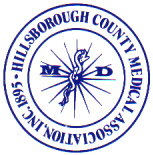 HILLSBOROUGH COUNTY MEDICAL ASSOCIATION, INC. 1895 •
M D